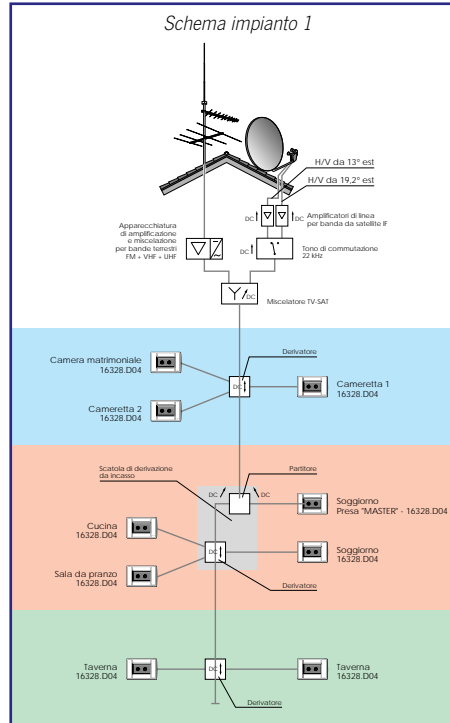 Schema impianto 1
H/V da 13° est
H/V da 19,2° est
DC
DC
Amplificatori di linea
per banda da satellite IF
Apparecchiatura
di amplificazione
e miscelazione
per bande terrestri
FM + VHF + UHF
DC
Tono di commutazione
22 kHz
DC
Miscelatore TV-SAT
Derivatore
Camera matrimoniale
16328.D04
DC
Cameretta 1
16328.D04
Cameretta 2
16328.D04
Scatola di derivazione
da incasso
Partitore
DC
DC
Soggiorno
Presa "MASTER" - 16328.D04
Cucina
16328.D04
DC
Soggiorno
16328.D04
Sala da pranzo
16328.D04
Derivatore
Taverna
16328.D04
DC
Taverna
16328.D04
Derivatore